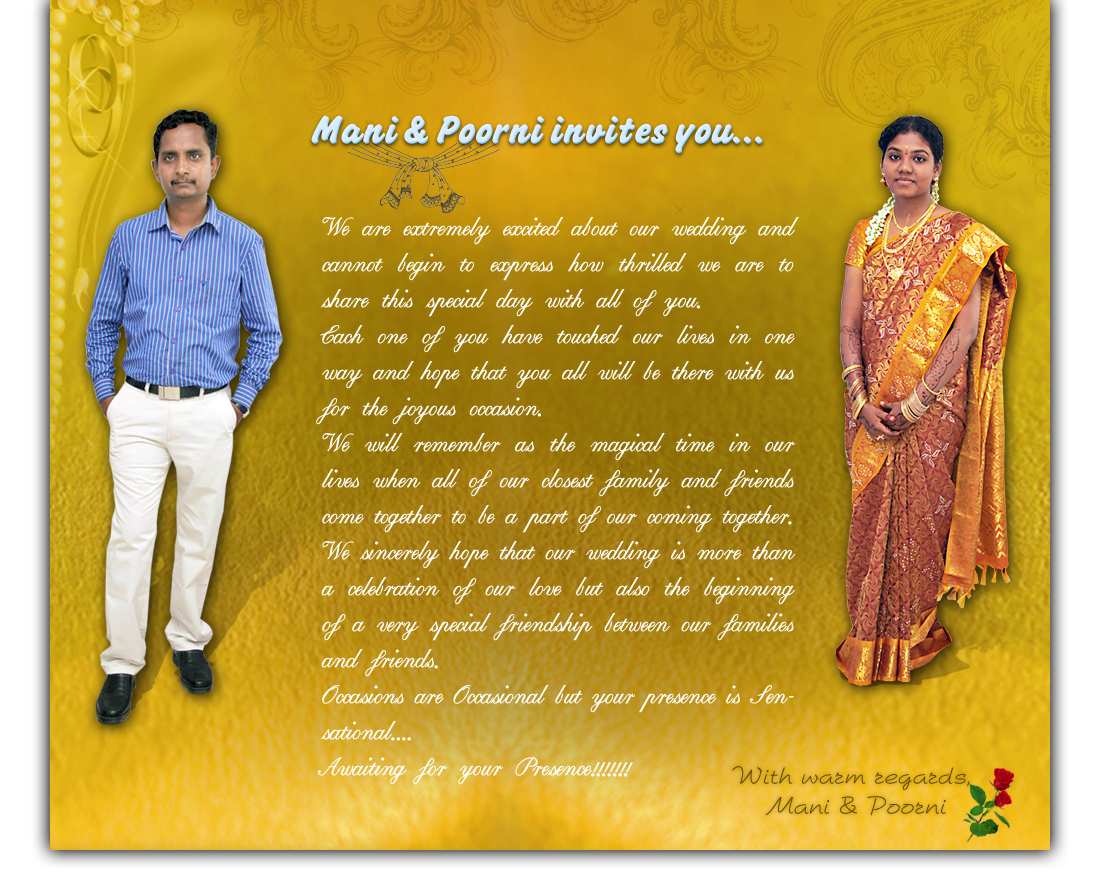 Mani & Poorni invites you...
We are extremely excited about our wedding and
cannot begin to express how thrilled we are to
share this special day with all of you.
Each one of you have touched our lives in one
way and hope that you all will be there with us
for the joyous occasion.
We will remember as the magical time in our
lives when all of our closest family and friends
come together to be a part of our coming together.
We sincerely hope that our wedding is more than
a celebration of our love but also the beginning
of a very special friendship between our families
and friends.
Occasions are Occasional but your presence is Sen-
sational....
Awaiting for your Presence!!!!!!!
With warm regards,
Mani & Poorni